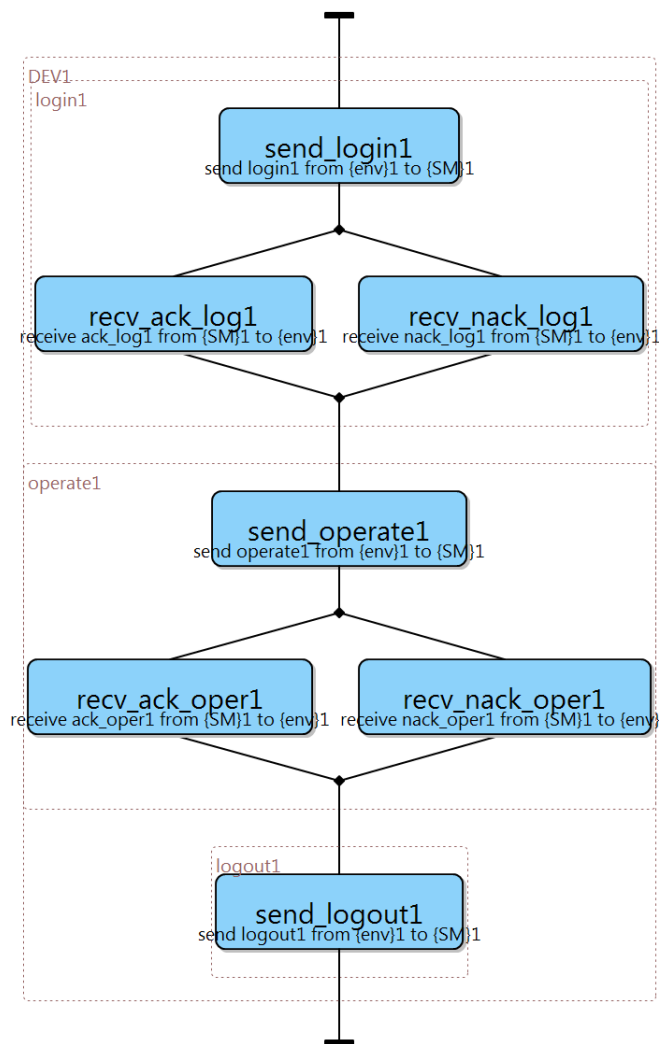 DEV1
login1
send_login1
send login1 from {env}1 to {SM}1
recv_ack_log1
receive ack_log1 from {SM}1 to {env}1
recv_nack_log1
receive nack_log1 from {SM}1 to {env}1
operate1
send_operate1
send operate1 from {env}1 to {SM}1
recv_ack_oper1
receive ack_oper1 from {SM}1 to {env}1
recv_nack_oper1
receive nack_oper1 from {SM}1 to {env}
logout1
send_logout1
send logout1 from {env}1 to {SM}1